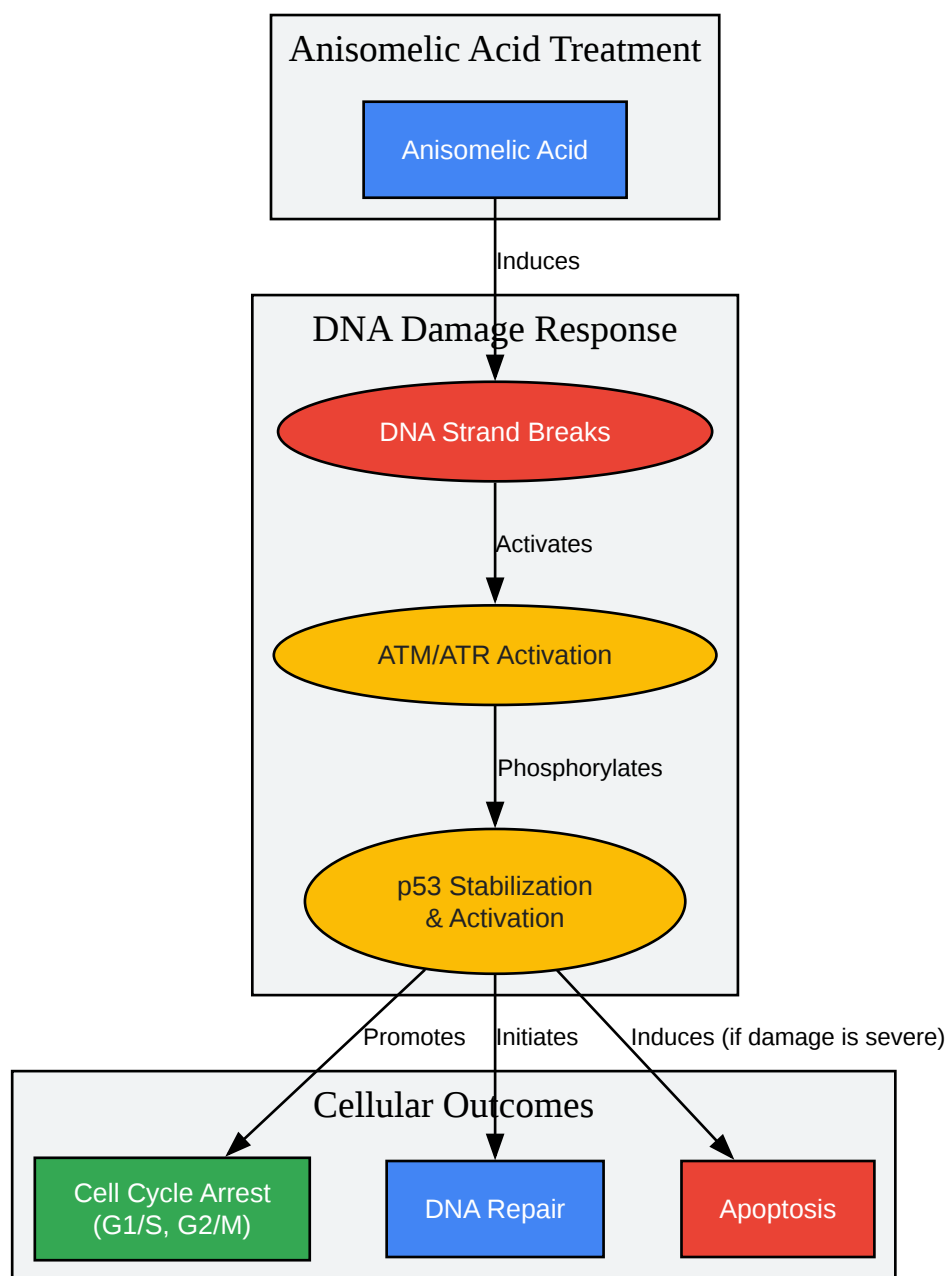 Anisomelic Acid Treatment
Anisomelic Acid
Induces
DNA Damage Response
DNA Strand Breaks
Activates
ATM/ATR Activation
Phosphorylates
p53 Stabilization
& Activation
Promotes
Initiates
Induces (if damage is severe)
Cellular Outcomes
Cell Cycle Arrest
(G1/S, G2/M)
DNA Repair
Apoptosis